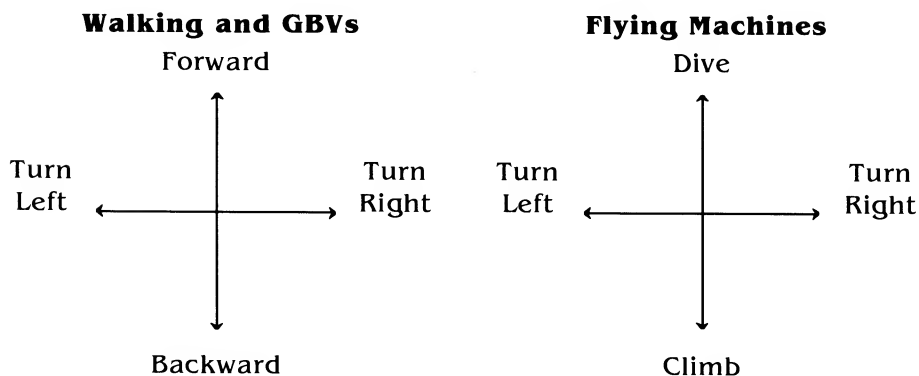 Walking and GBVs
Forward
Turn
Left
Turn
Right
Backward
Flying Machines
Dive
Turn
Left
Turn
Right
Climb